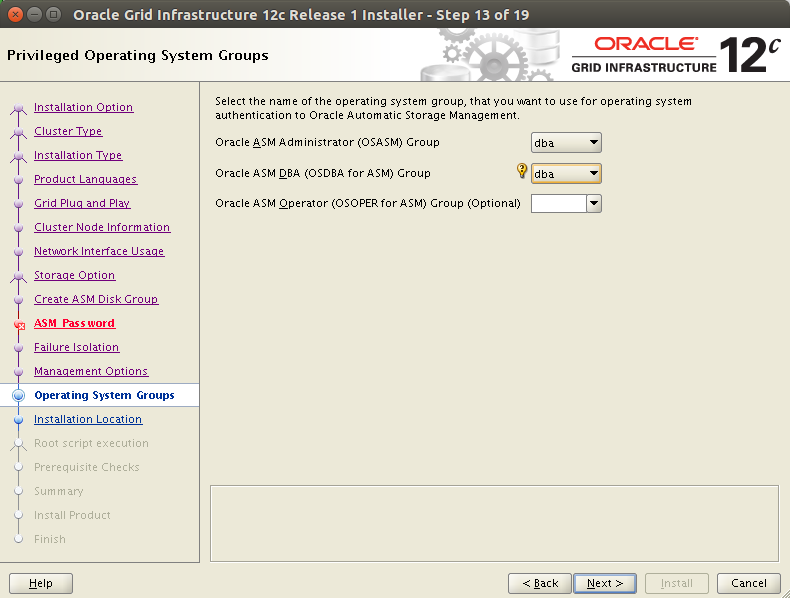 Oracle Grid Infrastructure 12c Release 1 Installer - Step 13 of 19
Privileged Operating System Groups
ORACLE
GRID INFRASTRUCTURE
12c
Installation Option
Cluster Type
Installation Type
Product Languages
Grid Plug and Play
Cluster Node Information
Network Interface Usage
Storage Option
Create ASM Disk Group
ASM Password
Failure Isolation
Management Options
Operating System Groups
Installation Location
Root script execution
Prerequisite Checks
Summary
Install Product
Finish
Select the name of the operating system group, that you want to use for operating system
authentication to Oracle Automatic Storage Management.
Oracle ASM Administrator (OSASM) Group
dba
Oracle ASM DBA (OSDBA for ASM) Group
dba
Oracle ASM Operator (OSOPER for ASM) Group (Optional)
Help
< Back
Next >
Install
Cancel